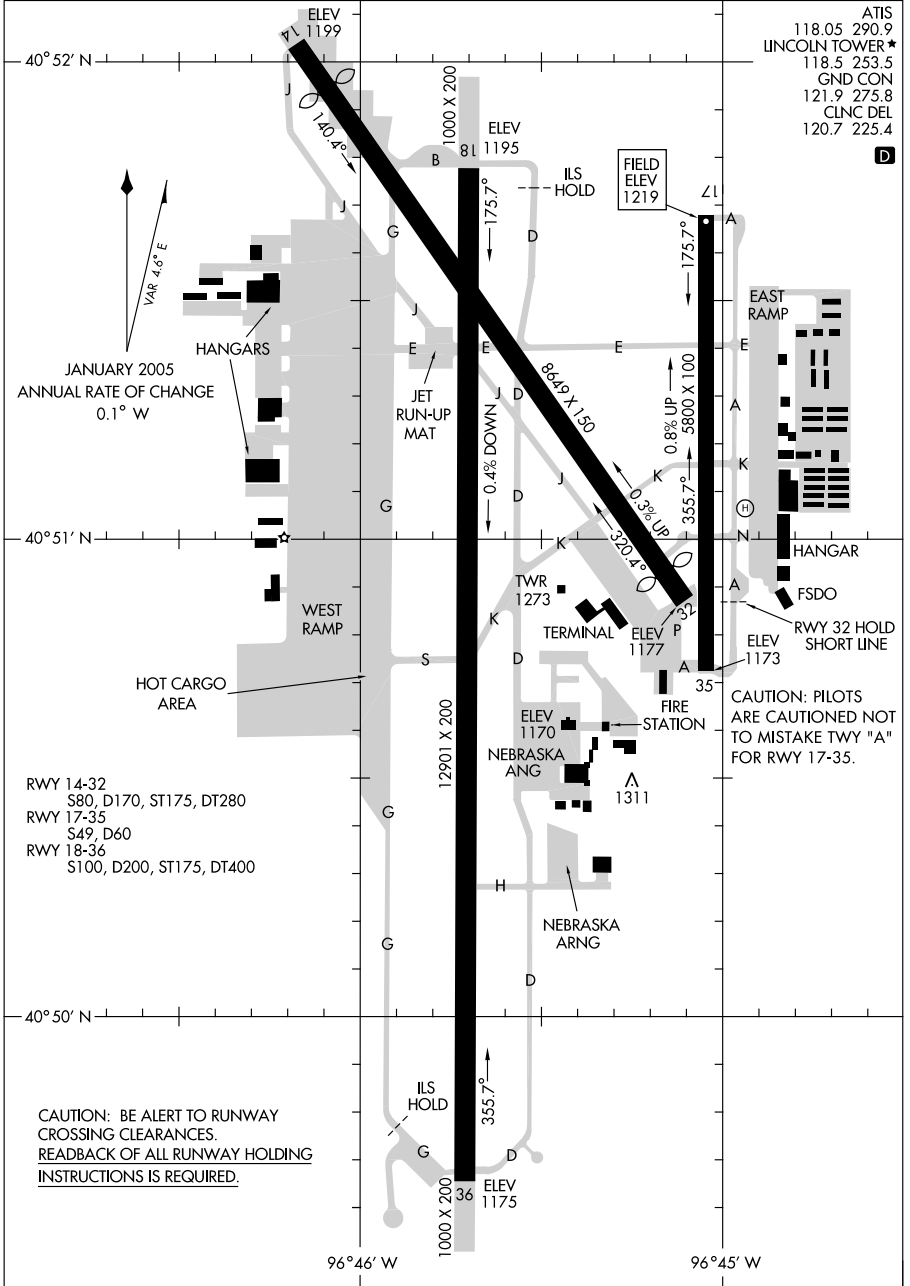 ELEV
1199
ATIS
118.05 290.9
LINCOLN TOWER★
118.5 253.5
GND CON
121.9 275.8
CLNC DEL
120.7 225.4
D
40°52' N
14
J
140.4°
1000 X 200
18
ELEV
1195
B
ILS
HOLD
FIELD
ELEV
1219
17
A
175.7°
175.7°
J
G
D
VAR 4.6° E
EAST
RAMP
J
HANGARS
E
E
E
E
JET
RUN-UP
MAT
JANUARY 2005
ANNUAL RATE OF CHANGE
0.1° W
J
D
8649 X 150
0.8% UP
5800 X 100
A
0.4% DOWN
J
K
K
G
D
0.3% UP
355.7°
H
40°51' N
K
320.4°
N
HANGAR
TWR
1273
A
FSDO
WEST
RAMP
K
TERMINAL
32
ELEV
1177
P
RWY 32 HOLD
SHORT LINE
S
D
A
ELEV
1173
35
HOT CARGO
AREA
FIRE
STATION
CAUTION: PILOTS
ARE CAUTIONED NOT
TO MISTAKE TWY "A"
FOR RWY 17-35.
12901 X 200
ELEV
1170
NEBRASKA
ANG
1311
RWY 14-32
S80, D170, ST175, DT280
RWY 17-35
S49, D60
RWY 18-36
S100, D200, ST175, DT400
G
H
NEBRASKA
ARNG
G
D
40°50' N
ILS
HOLD
355.7°
CAUTION: BE ALERT TO RUNWAY
CROSSING CLEARANCES.
READBACK OF ALL RUNWAY HOLDING
INSTRUCTIONS IS REQUIRED.
G
D
36
ELEV
1175
1000 X 200
96°46' W
96°45' W